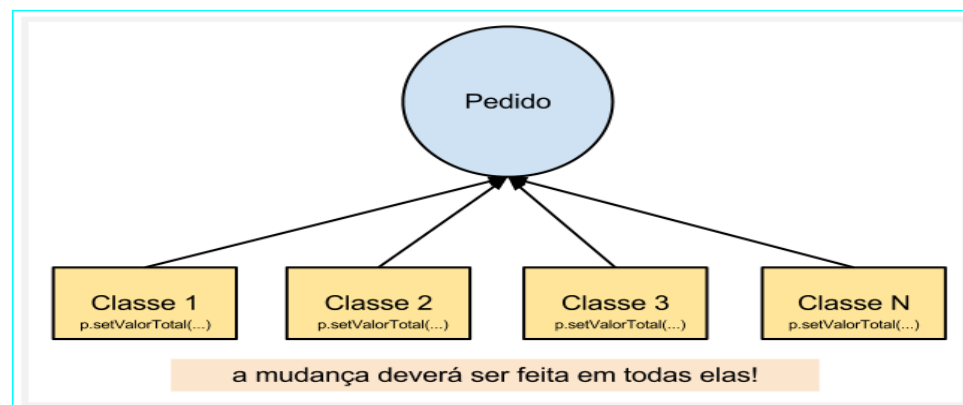 Pedido
Classe 1
p.setValorTotal(...)
Classe 2
p.setValorTotal(...)
Classe 3
p.setValorTotal(...)
Classe N
p.setValorTotal(...)
a mudança deverá ser feita em todas elas!